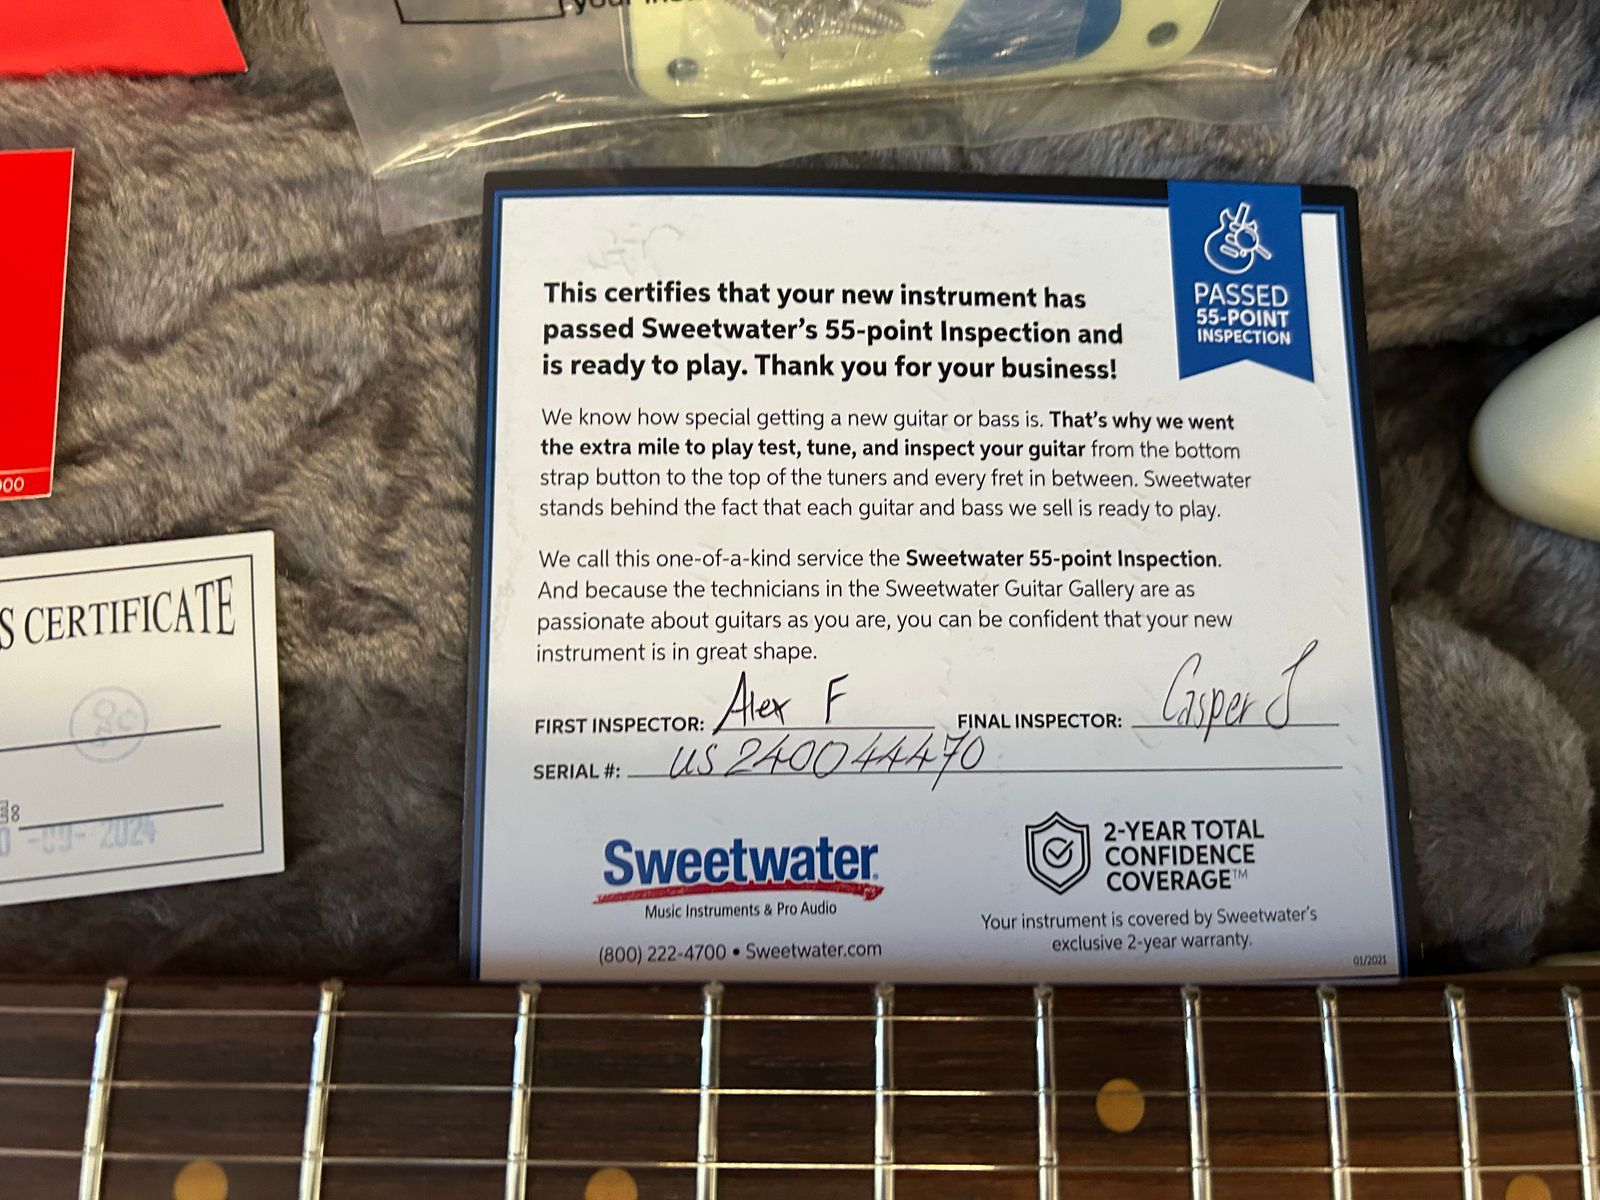 PASSED
55-POINT
INSPECTION
This certifies that your new instrument has
passed Sweetwater's 55-point Inspection and
is ready to play. Thank you for your business!
We know how special getting a new guitar or bass is. That's why we went
the extra mile to play test, tune, and inspect your guitar from the bottom
strap button to the top of the tuners and every fret in between. Sweetwater
stands behind the fact that each guitar and bass we sell is ready to play.
We call this one-of-a-kind service the Sweetwater 55-point Inspection.
And because the technicians in the Sweetwater Guitar Gallery are as
passionate about guitars as you are, you can be confident that your new
instrument is in great shape.
FIRST INSPECTOR: Alex F FINAL INSPECTOR: Casper J
SERIAL #: US240044470
Sweetwater
Music Instruments & Pro Audio
(800) 222-4700 • Sweetwater.com
2-YEAR TOTAL
CONFIDENCE
COVERAGE™
Your instrument is covered by Sweetwater's
exclusive 2-year warranty.
01/2021
S CERTIFICATE
-09- 2024